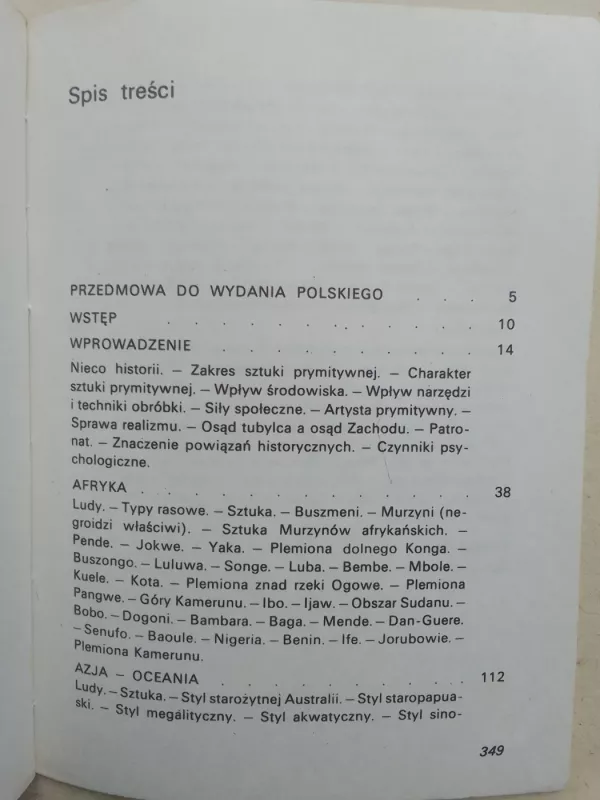 Spis treści
PRZEDMOWA DO WYDANIA POLSKIEGO . . . 5
WSTĘP . . . . . . . . . . . 10
WPROWADZENIE . . . . . . . . . 14
Nieco historii. — Zakres sztuki prymitywnej. — Charakter
sztuki prymitywnej. — Wpływ środowiska. — Wpływ narzędzi
i techniki obróbki. — Siły społeczne. — Artysta prymitywny. —
Sprawa realizmu. — Osąd tubylca a osąd Zachodu. — Patro-
nat. — Znaczenie powiązań historycznych. — Czynniki psy-
chologiczne.
AFRYKA . . . . . . . . . . . . 38
Ludy. — Typy rasowe. — Sztuka. — Buszmeni. — Murzyni (ne-
groidzi właściwi). — Sztuka Murzynów afrykańskich. —
Pende. — Jokwe. — Yaka. — Plemiona dolnego Konga. —
Buszongo. — Luluwa. — Songe. — Luba. — Bembe. — Mbole. —
Kuele. — Kota. — Plemiona znad rzeki Ogowe. — Plemiona
Pangwe. — Góry Kamerunu. — Ibo. — Ijaw. — Obszar Sudanu. —
Bobo. — Dogoni. — Bambara. — Baga. — Mende. — Dan-Guere.
— Senufo. — Baoule. — Nigeria. — Benin. — Ife. — Jorubowie. —
Plemiona Kamerunu.
AZJA — OCEANIA . . . . . . . . . 112
Ludy. — Sztuka. — Styl starożytnej Australii. — Styl staropapua-
ski. — Styl megalityczny. — Styl akwatyczny. — Styl sino-
349